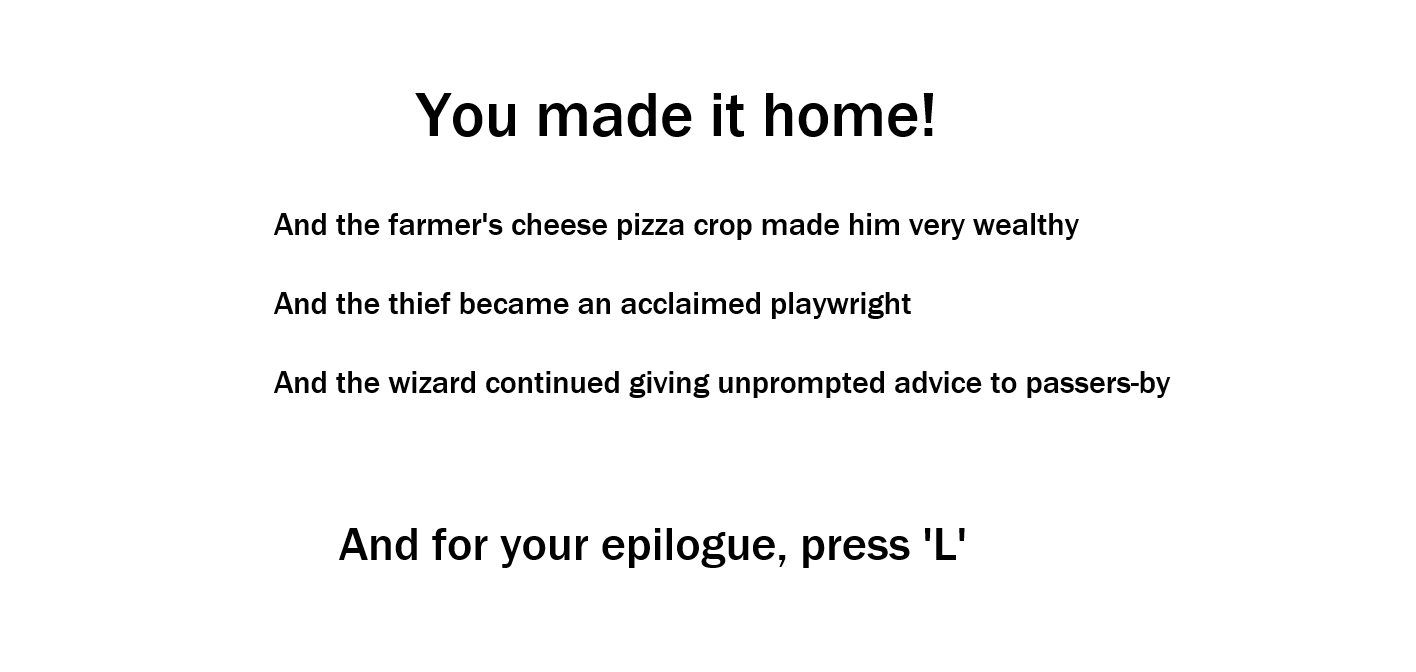 You made it home!
And the farmer's cheese pizza crop made him very wealthy
And the thief became an acclaimed playwright
And the wizard continued giving unprompted advice to passers-by
And for your epilogue, press 'L'